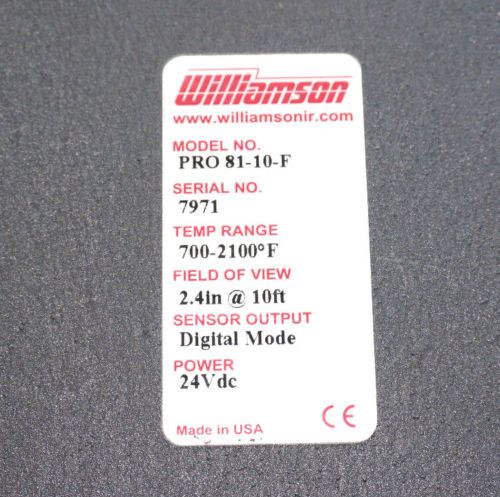 Williamson
www.williamsonir.com
MODEL NO.
PRO 81-10-F
SERIAL NO.
7971
TEMP RANGE
700-2100°F
FIELD OF VIEW
2.4in @ 10ft
SENSOR OUTPUT
Digital Mode
POWER
24Vdc
Made in USA
CE